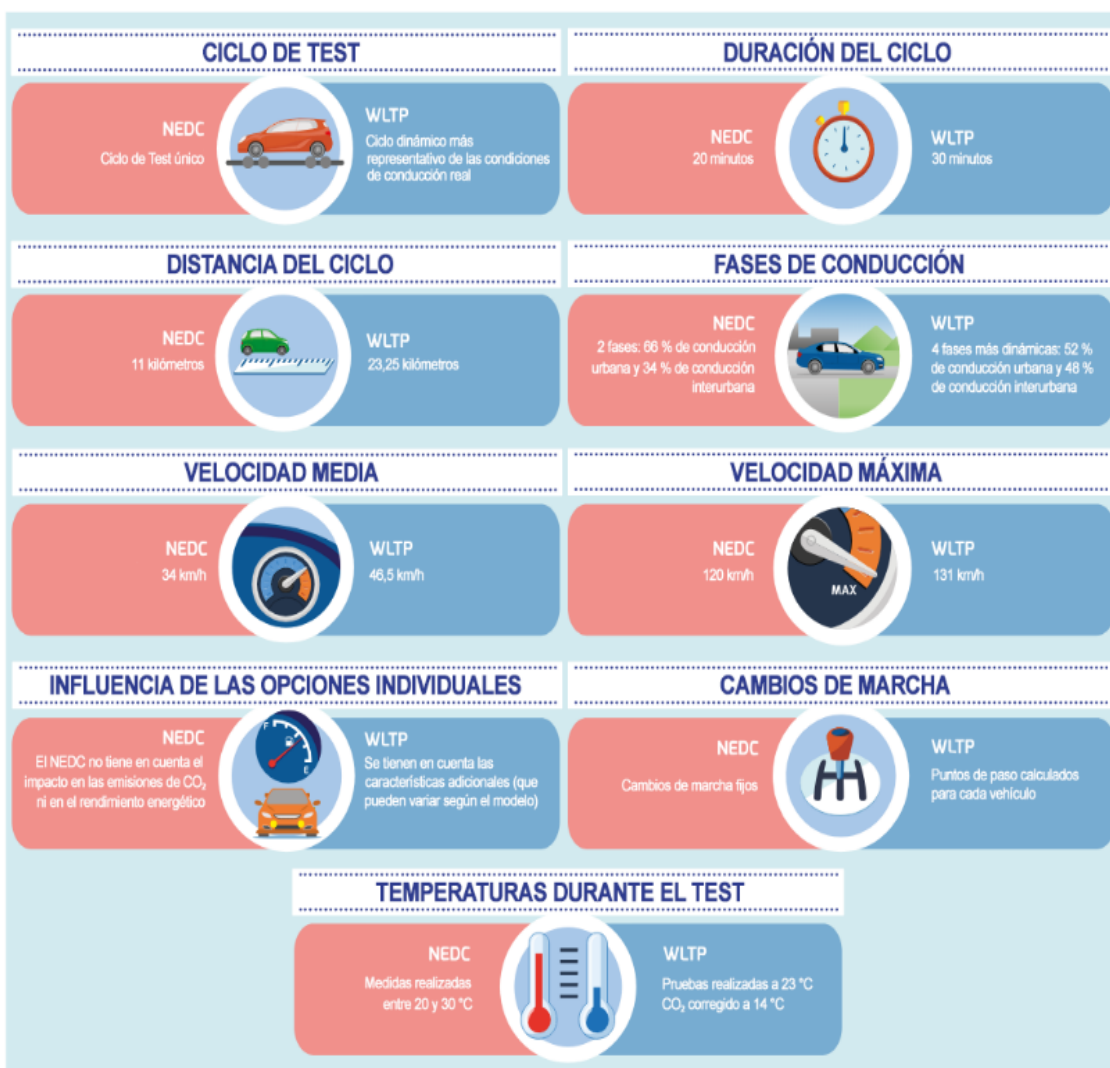 CICLO DE TEST
NEDC
Ciclo de Test único
WLTP
Ciclo dinámico más
representativo de las condiciones
de conducción real
DURACIÓN DEL CICLO
NEDC
20 minutos
WLTP
30 minutos
DISTANCIA DEL CICLO
NEDC
11 kilómetros
WLTP
23,25 kilómetros
FASES DE CONDUCCIÓN
NEDC
2 fases: 66 % de conducción
urbana y 34 % de conducción
interurbana
WLTP
4 fases más dinámicas: 52 %
de conducción urbana y 48 %
de conducción interurbana
VELOCIDAD MEDIA
NEDC
34 km/h
WLTP
46,5 km/h
VELOCIDAD MÁXIMA
NEDC
120 km/h
MAX
WLTP
131 km/h
INFLUENCIA DE LAS OPCIONES INDIVIDUALES
NEDC
El NEDC no tiene en cuenta el
impacto en las emisiones de CO₂
ni en el rendimiento energético
F
E
WLTP
Se tienen en cuenta las
características adicionales (que
pueden variar según el modelo)
CAMBIOS DE MARCHA
NEDC
Cambios de marcha fijos
WLTP
Puntos de paso calculados
para cada vehículo
TEMPERATURAS DURANTE EL TEST
NEDC
Medidas realizadas
entre 20 y 30 °C
WLTP
Pruebas realizadas a 23 °C
CO₂ corregido a 14 °C